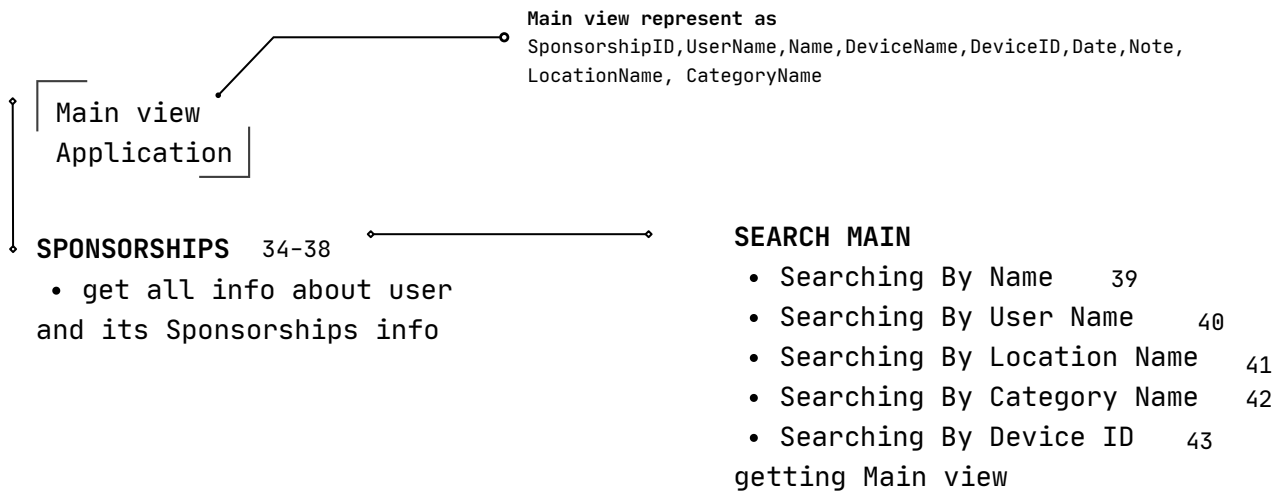 Main view represent as
SponsorshipID,UserName,Name,DeviceName,DeviceID,Date,Note,
LocationName, CategoryName
Main view
Application
SPONSORSHIPS 34-38
• get all info about user
and its Sponsorships info
SEARCH MAIN
• Searching By Name 39
• Searching By User Name 40
• Searching By Location Name 41
• Searching By Category Name 42
• Searching By Device ID 43
getting Main view